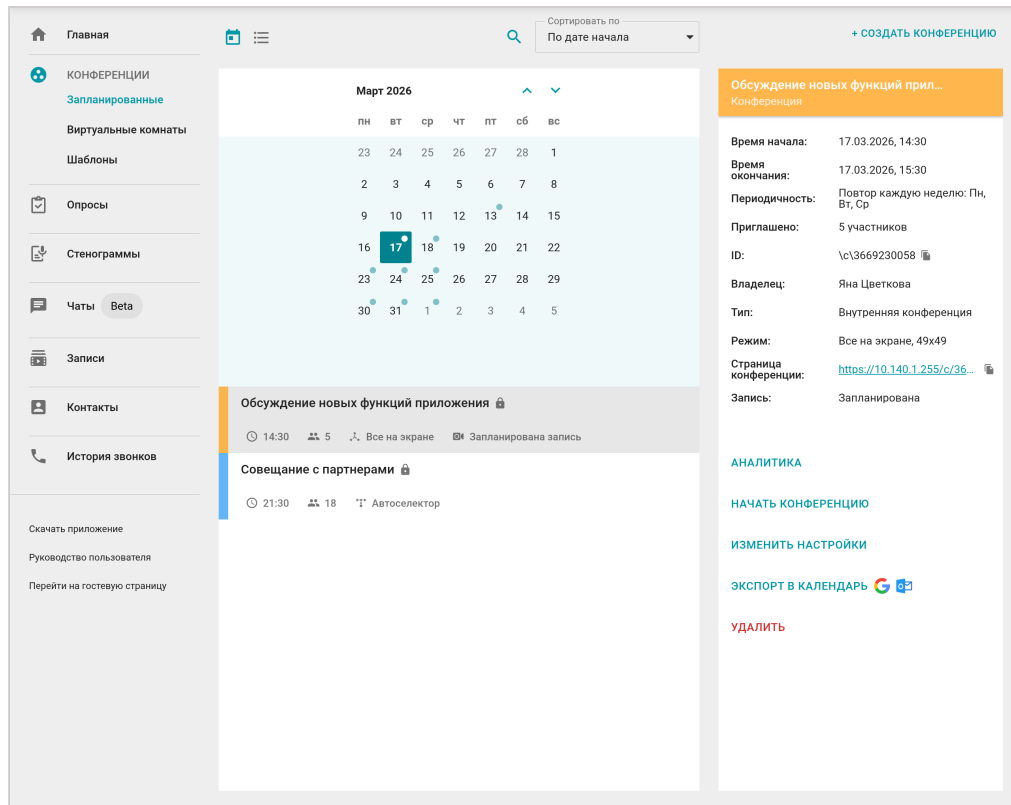 Главная
КОНФЕРЕНЦИИ
Запланированные
Виртуальные комнаты
Шаблоны
Опросы
Стенограммы
Чаты Beta
Записи
Контакты
История звонков
Скачать приложение
Руководство пользователя
Перейти на гостевую страницу
Сортировать по
По дате начала
Март 2026
пн вт ср чт пт сб вс
23 24 25 26 27 28 1
2 3 4 5 6 7 8
9 10 11 12 13 14 15
16 17 18 19 20 21 22
23 24 25 26 27 28 29
30 31 1 2 3 4 5
Обсуждение новых функций приложения
14:30 5 Все на экране Запланирована запись
Совещание с партнерами
21:30 18 Автоселектор
+ СОЗДАТЬ КОНФЕРЕНЦИЮ
Обсуждение новых функций прил...
Конференция
Время начала: 17.03.2026, 14:30
Время
окончания: 17.03.2026, 15:30
Периодичность: Повтор каждую неделю: Пн,
Вт, Ср
Приглашено: 5 участников
ID: \c\3669230058
Владелец: Яна Цветкова
Тип: Внутренняя конференция
Режим: Все на экране, 49x49
Страница
конференции: https://10.140.1.255/c/36...
Запись: Запланирована
АНАЛИТИКА
НАЧАТЬ КОНФЕРЕНЦИЮ
ИЗМЕНИТЬ НАСТРОЙКИ
ЭКСПОРТ В КАЛЕНДАРЬ
УДАЛИТЬ